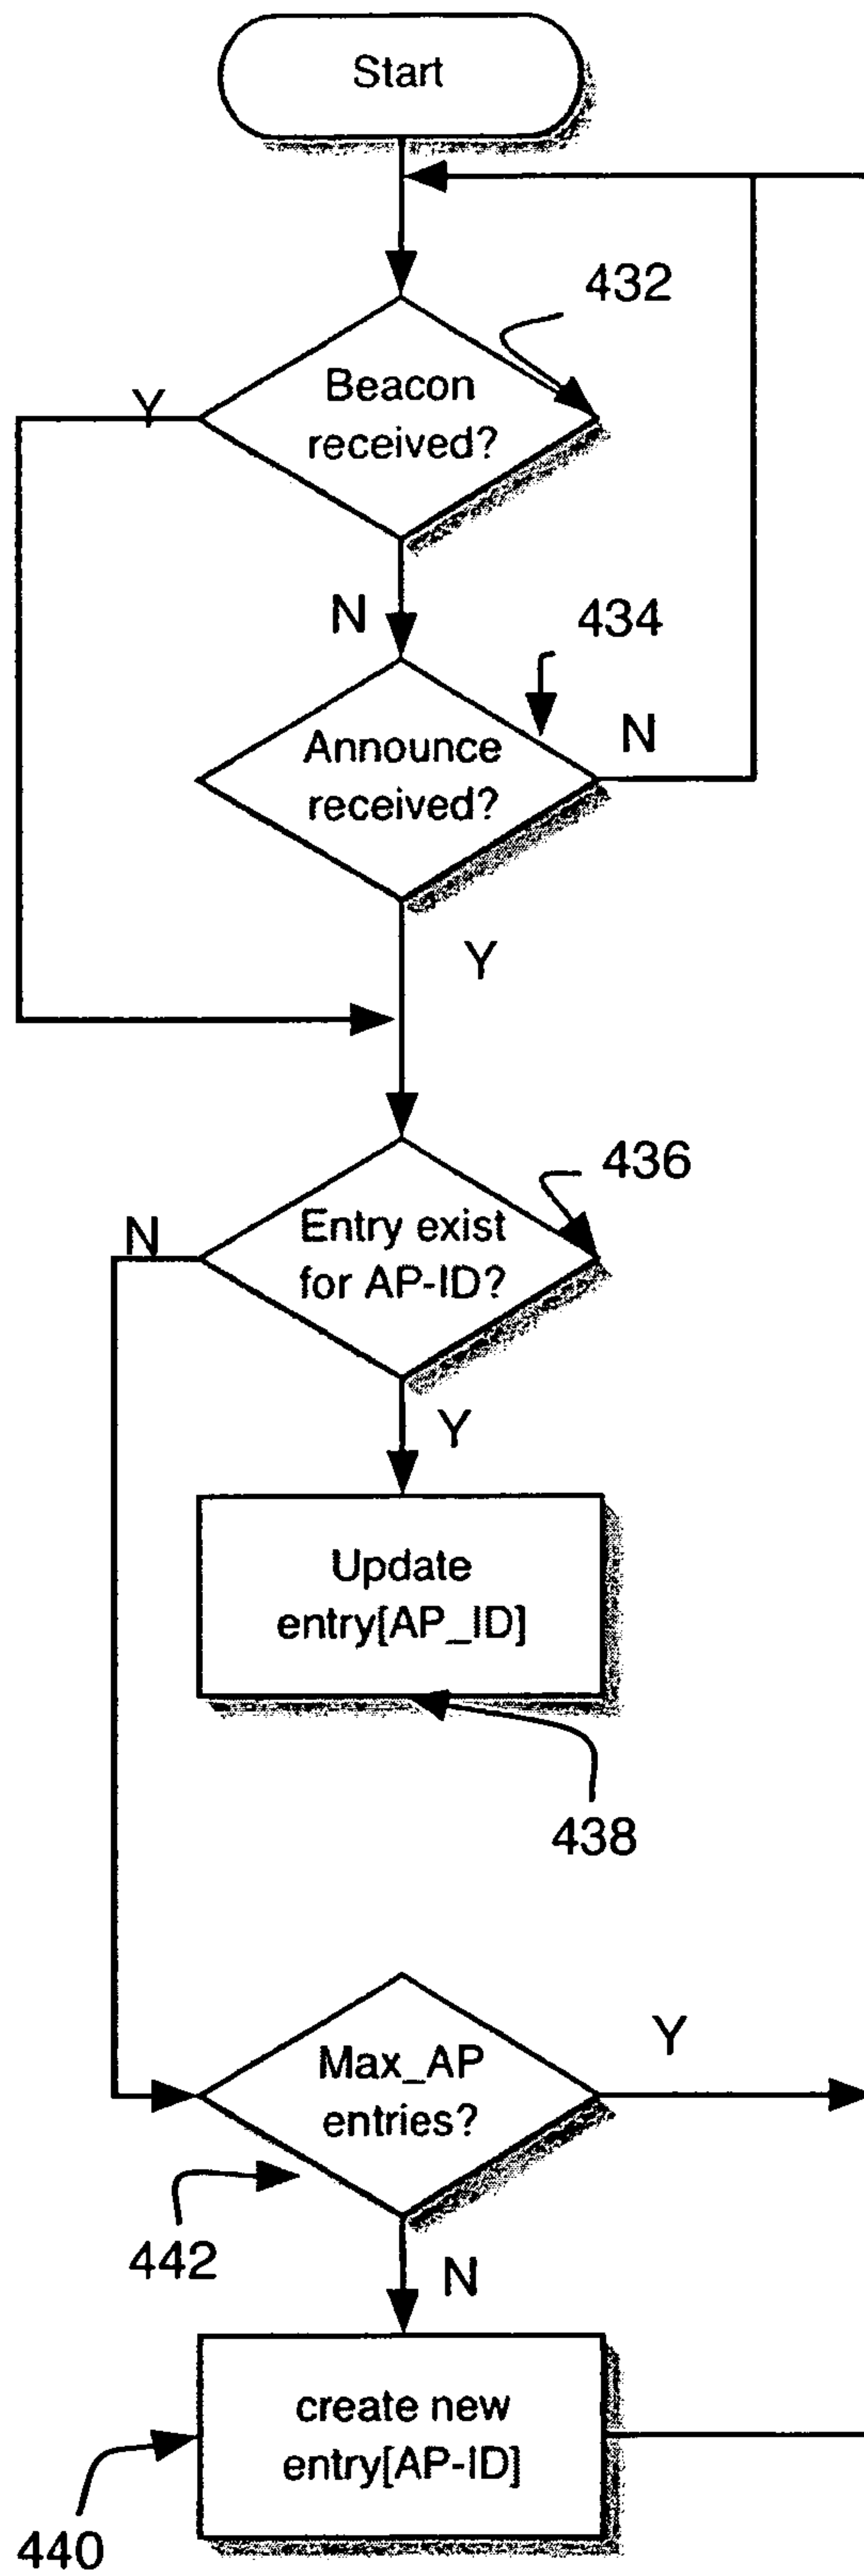 Start
432
Beacon
received?
Y
N
434
Announce
received?
N
Y
436
Entry exist
for AP-ID?
N
Y
Update
entry[AP_ID]
438
Max_AP
entries?
Y
442
N
create new
entry[AP-ID]
440